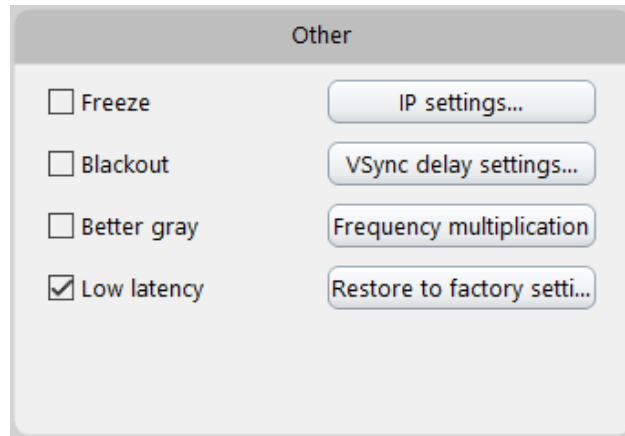 Other
Freeze
IP settings...
Blackout
VSync delay settings...
Better gray
Frequency multiplication
Low latency
Restore to factory setti...